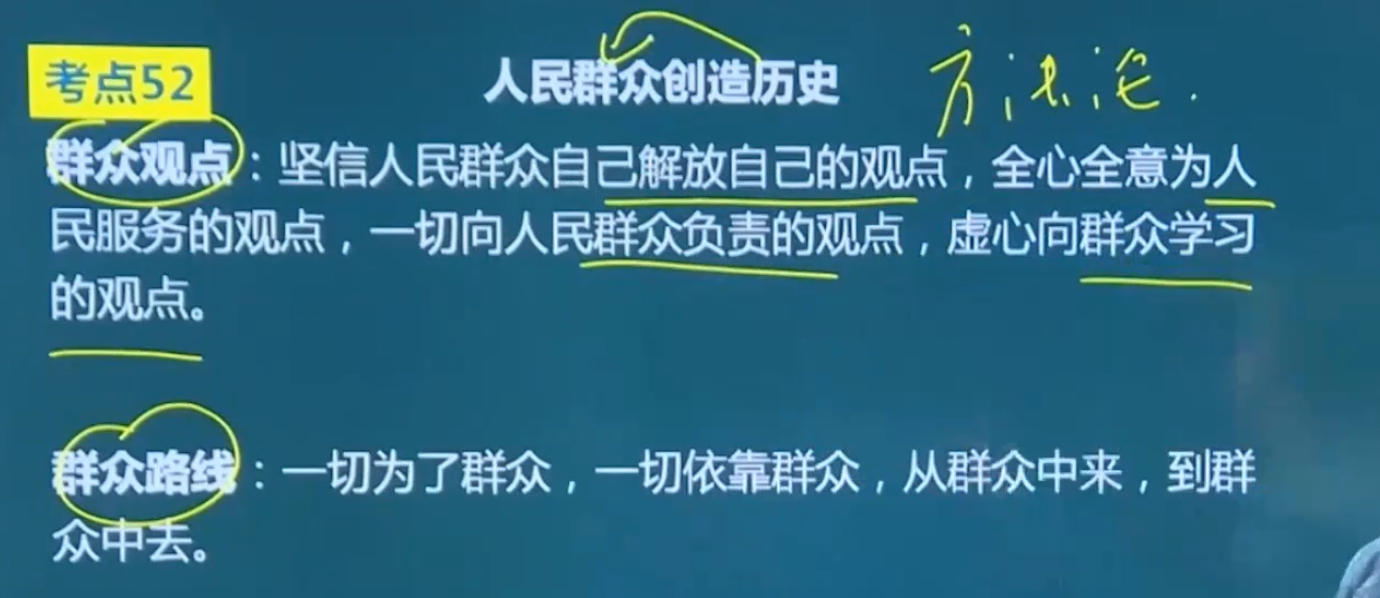 考点52
人民群众创造历史
方法论.
群众观点：坚信人民群众自己解放自己的观点，全心全意为人
民服务的观点，一切向人民群众负责的观点，虚心向群众学习
的观点。
群众路线：一切为了群众，一切依靠群众，从群众中来，到群
众中去。